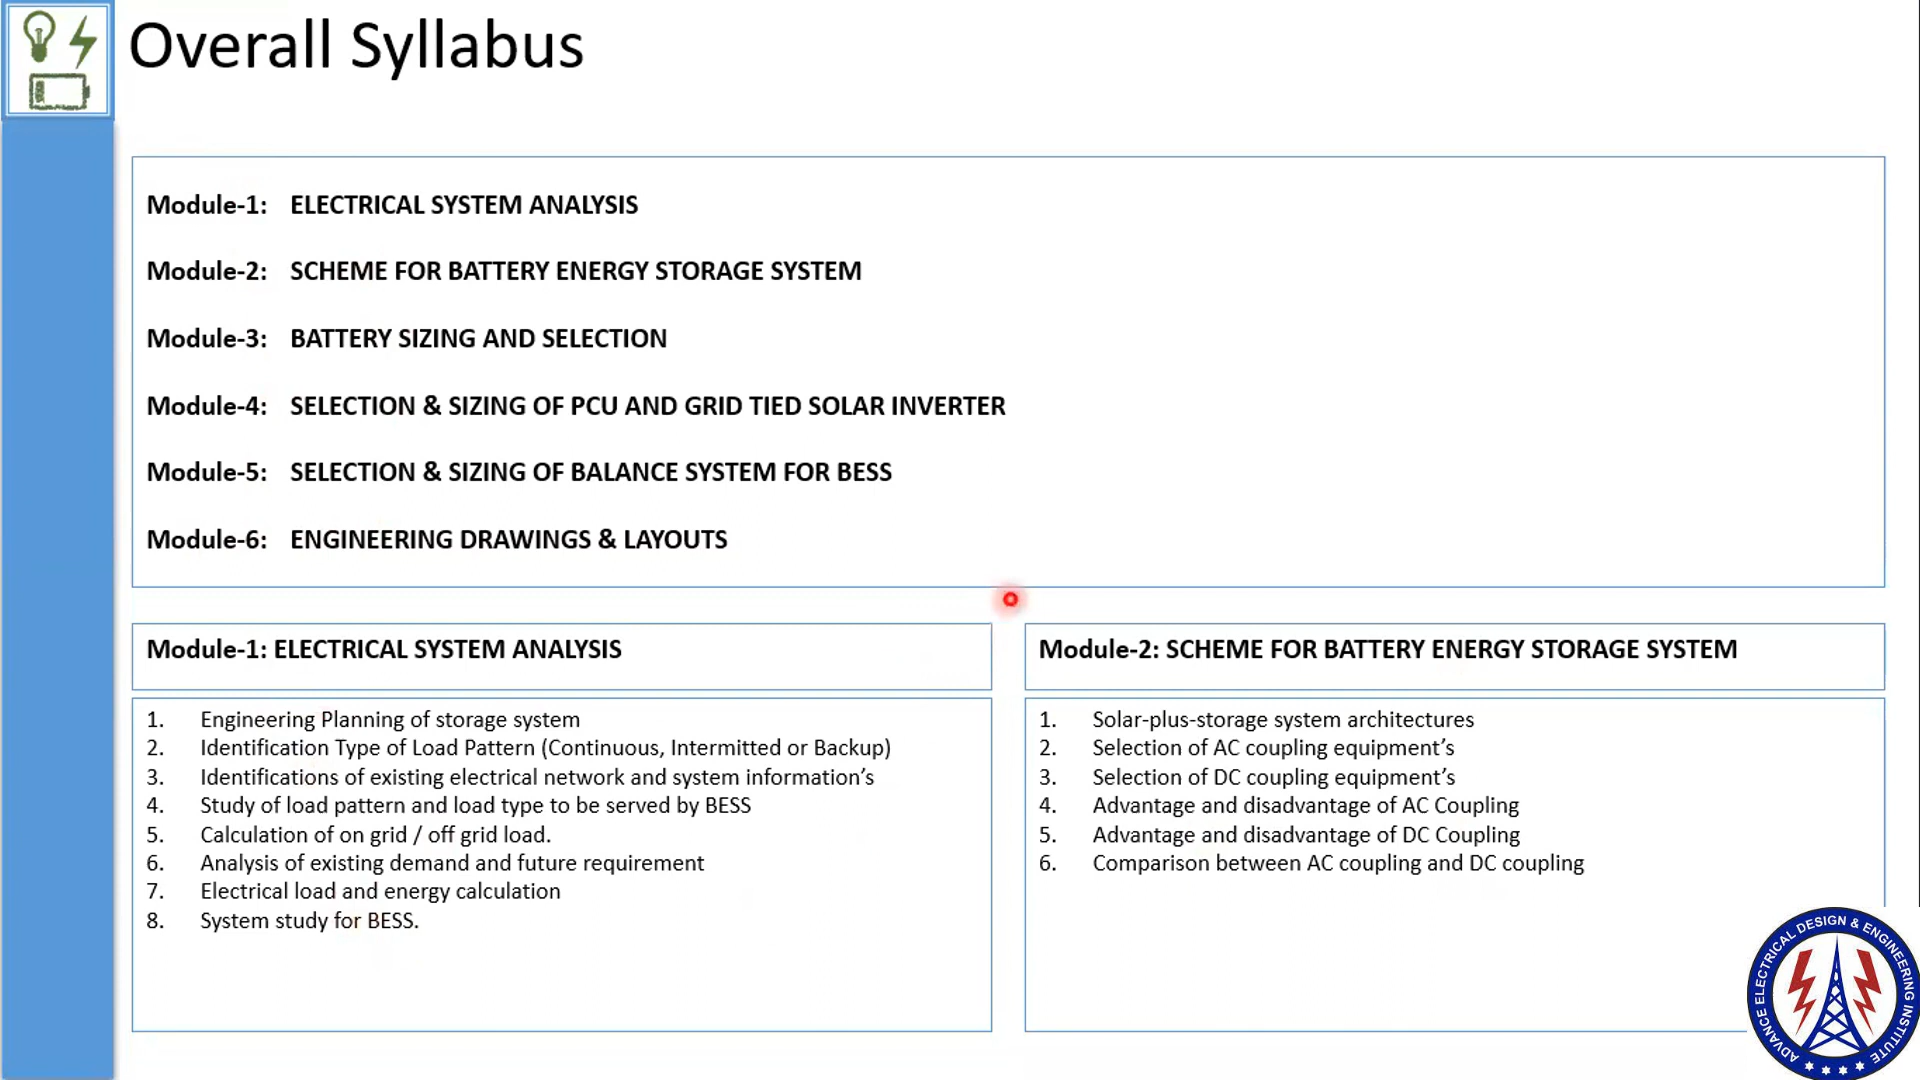 Overall Syllabus
Module-1: ELECTRICAL SYSTEM ANALYSIS
Module-2: SCHEME FOR BATTERY ENERGY STORAGE SYSTEM
Module-3: BATTERY SIZING AND SELECTION
Module-4: SELECTION & SIZING OF PCU AND GRID TIED SOLAR INVERTER
Module-5: SELECTION & SIZING OF BALANCE SYSTEM FOR BESS
Module-6: ENGINEERING DRAWINGS & LAYOUTS
Module-1: ELECTRICAL SYSTEM ANALYSIS
1. Engineering Planning of storage system
2. Identification Type of Load Pattern (Continuous, Intermitted or Backup)
3. Identifications of existing electrical network and system information’s
4. Study of load pattern and load type to be served by BESS
5. Calculation of on grid / off grid load.
6. Analysis of existing demand and future requirement
7. Electrical load and energy calculation
8. System study for BESS.
Module-2: SCHEME FOR BATTERY ENERGY STORAGE SYSTEM
1. Solar-plus-storage system architectures
2. Selection of AC coupling equipment’s
3. Selection of DC coupling equipment’s
4. Advantage and disadvantage of AC Coupling
5. Advantage and disadvantage of DC Coupling
6. Comparison between AC coupling and DC coupling
ADVANCE ELECTRICAL DESIGN & ENGINEERING INSTITUTE